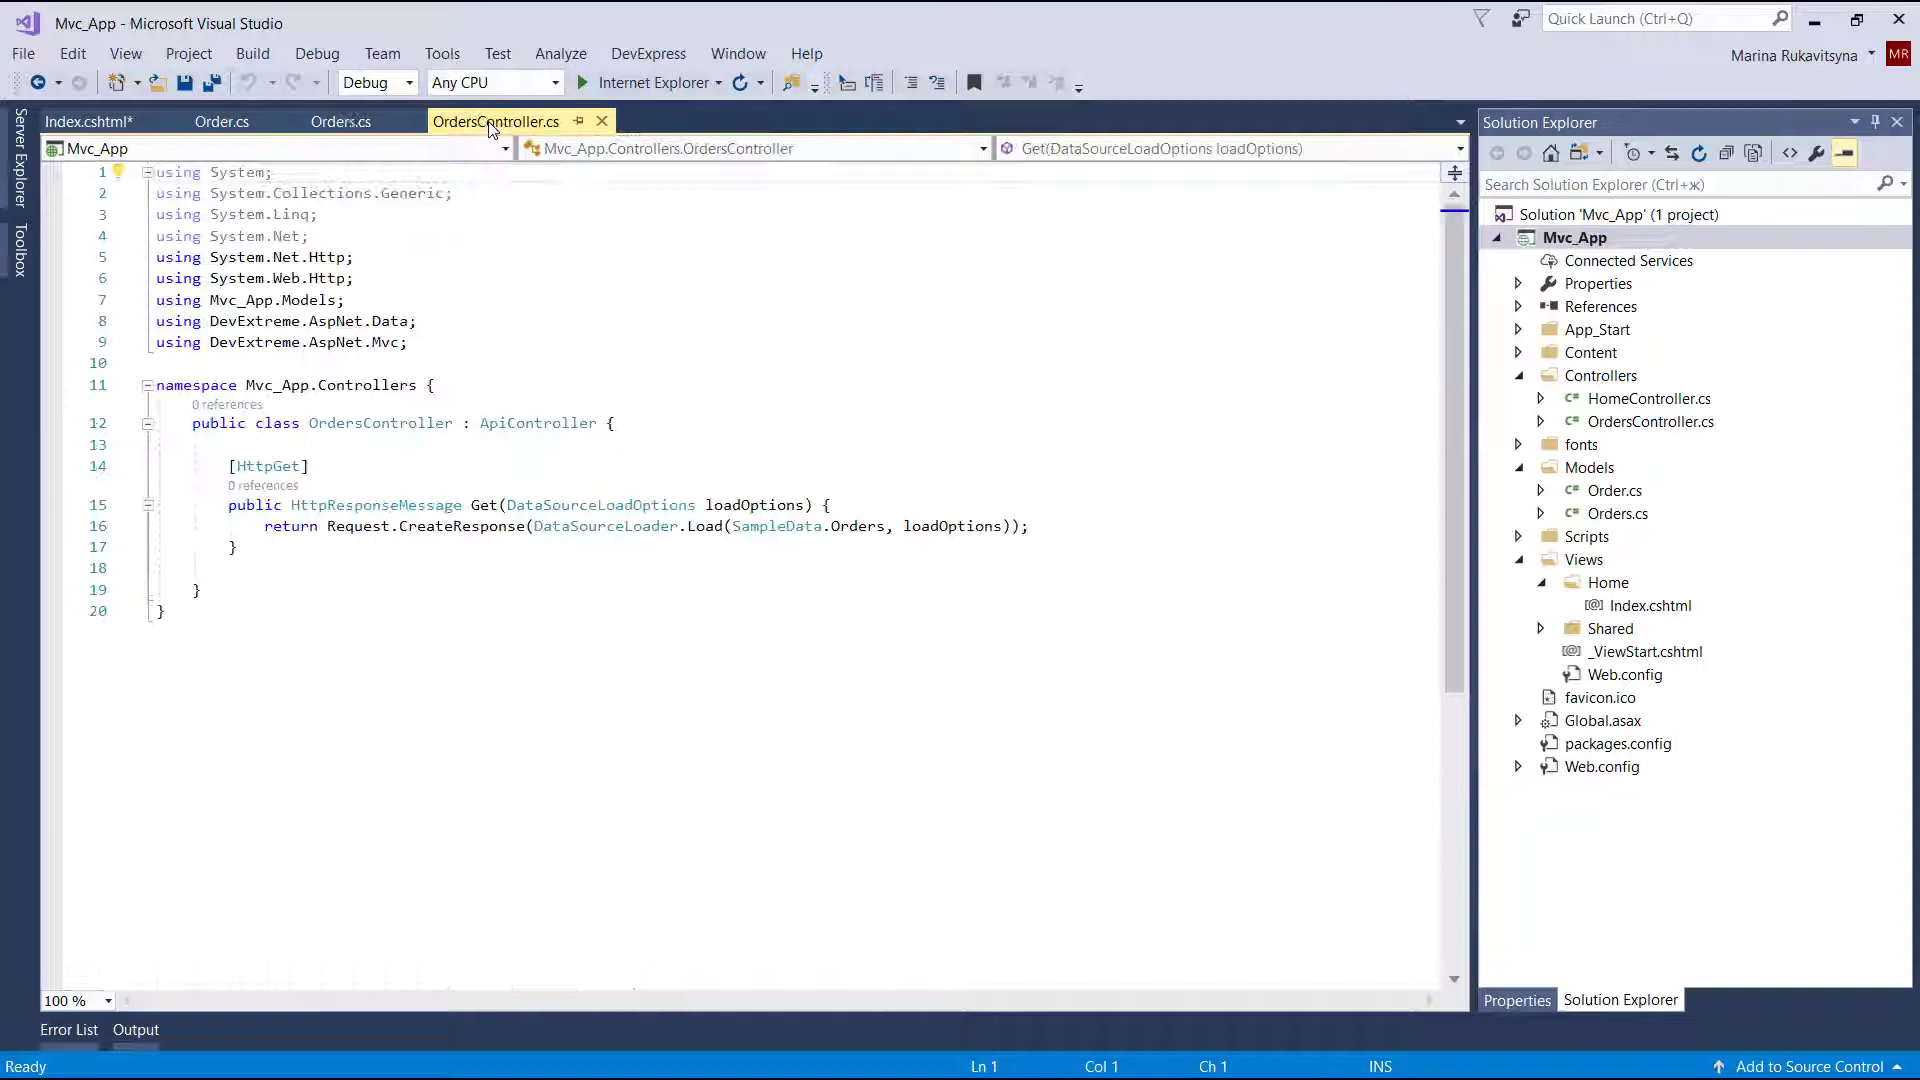 Mvc_App - Microsoft Visual Studio
Quick Launch (Ctrl+Q)
File Edit View Project Build Debug Team Tools Test Analyze DevExpress Window Help
Marina Rukavitsyna MR
Debug Any CPU Internet Explorer
Server Explorer
Toolbox
Index.cshtml* Order.cs Orders.cs OrdersController.cs
Mvc_App Mvc_App.Controllers.OrdersController Get(DataSourceLoadOptions loadOptions)
1 using System;
2 using System.Collections.Generic;
3 using System.Linq;
4 using System.Net;
5 using System.Net.Http;
6 using System.Web.Http;
7 using Mvc_App.Models;
8 using DevExtreme.AspNet.Data;
9 using DevExtreme.AspNet.Mvc;
10
11 namespace Mvc_App.Controllers {
0 references
12 public class OrdersController : ApiController {
13
14 [HttpGet]
0 references
15 public HttpResponseMessage Get(DataSourceLoadOptions loadOptions) {
16 return Request.CreateResponse(DataSourceLoader.Load(SampleData.Orders, loadOptions));
17 }
18
19 }
20 }
100 %
Solution Explorer
Search Solution Explorer (Ctrl+ж)
Solution 'Mvc_App' (1 project)
Mvc_App
Connected Services
Properties
References
App_Start
Content
Controllers
C# HomeController.cs
C# OrdersController.cs
fonts
Models
C# Order.cs
C# Orders.cs
Scripts
Views
Home
[@] Index.cshtml
Shared
[@] _ViewStart.cshtml
Web.config
favicon.ico
Global.asax
packages.config
Web.config
Properties Solution Explorer
Error List Output
Ready Ln 1 Col 1 Ch 1 INS Add to Source Control